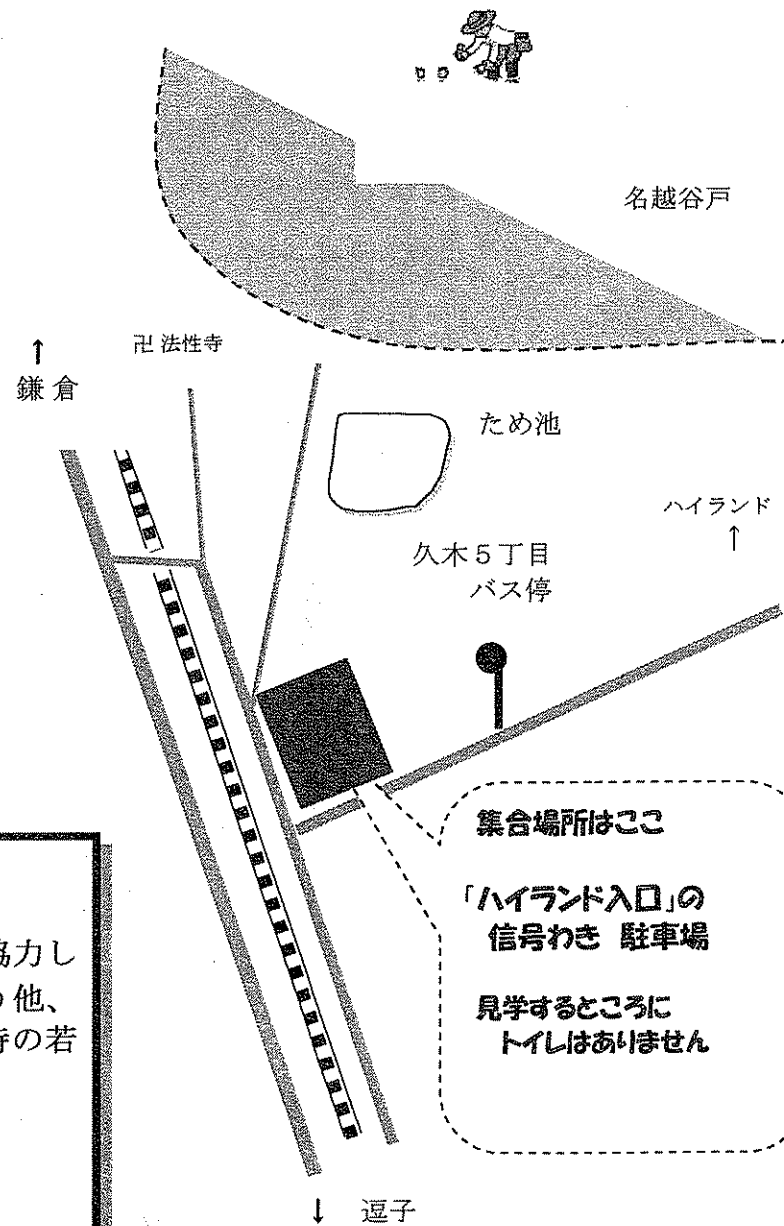 名越谷戸
卍 法性寺
↑
鎌倉
ため池
ハイランド
↑
久木5丁目
バス停
集合場所はここ
「ハイランド入口」の
信号わき 駐車場
見学するところに
トイレはありません
協力し
他、
時の若
↓ 逗子